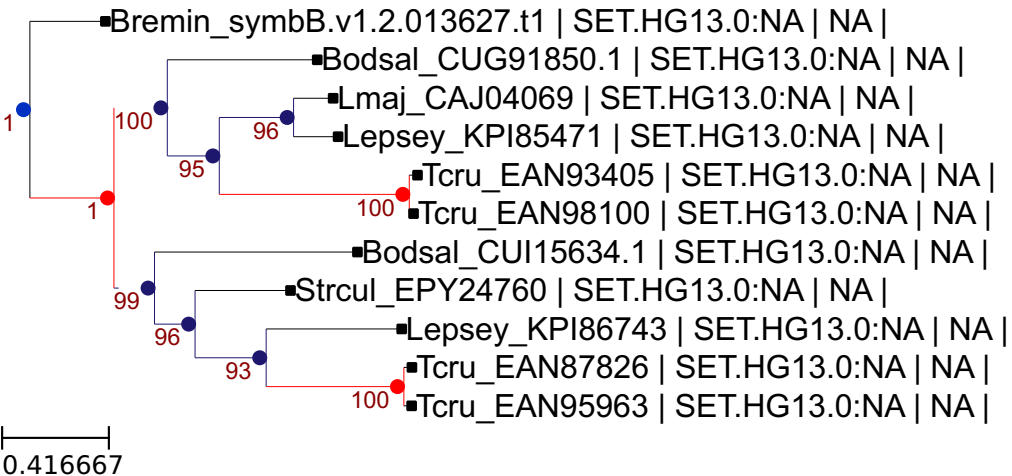 Bremin_symbB.v1.2.013627.t1 | SET.HG13.0:NA | NA |
Bodsal_CUG91850.1 | SET.HG13.0:NA | NA |
Lmaj_CAJ04069 | SET.HG13.0:NA | NA |
1
100
96
Lepsey_KPI85471 | SET.HG13.0:NA | NA |
95
Tcru_EAN93405 | SET.HG13.0:NA | NA |
1
100
Tcru_EAN98100 | SET.HG13.0:NA | NA |
Bodsal_CUI15634.1 | SET.HG13.0:NA | NA |
Strcul_EPY24760 | SET.HG13.0:NA | NA |
99
Lepsey_KPI86743 | SET.HG13.0:NA | NA |
96
Tcru_EAN87826 | SET.HG13.0:NA | NA |
93
100
Tcru_EAN95963 | SET.HG13.0:NA | NA |
0.416667